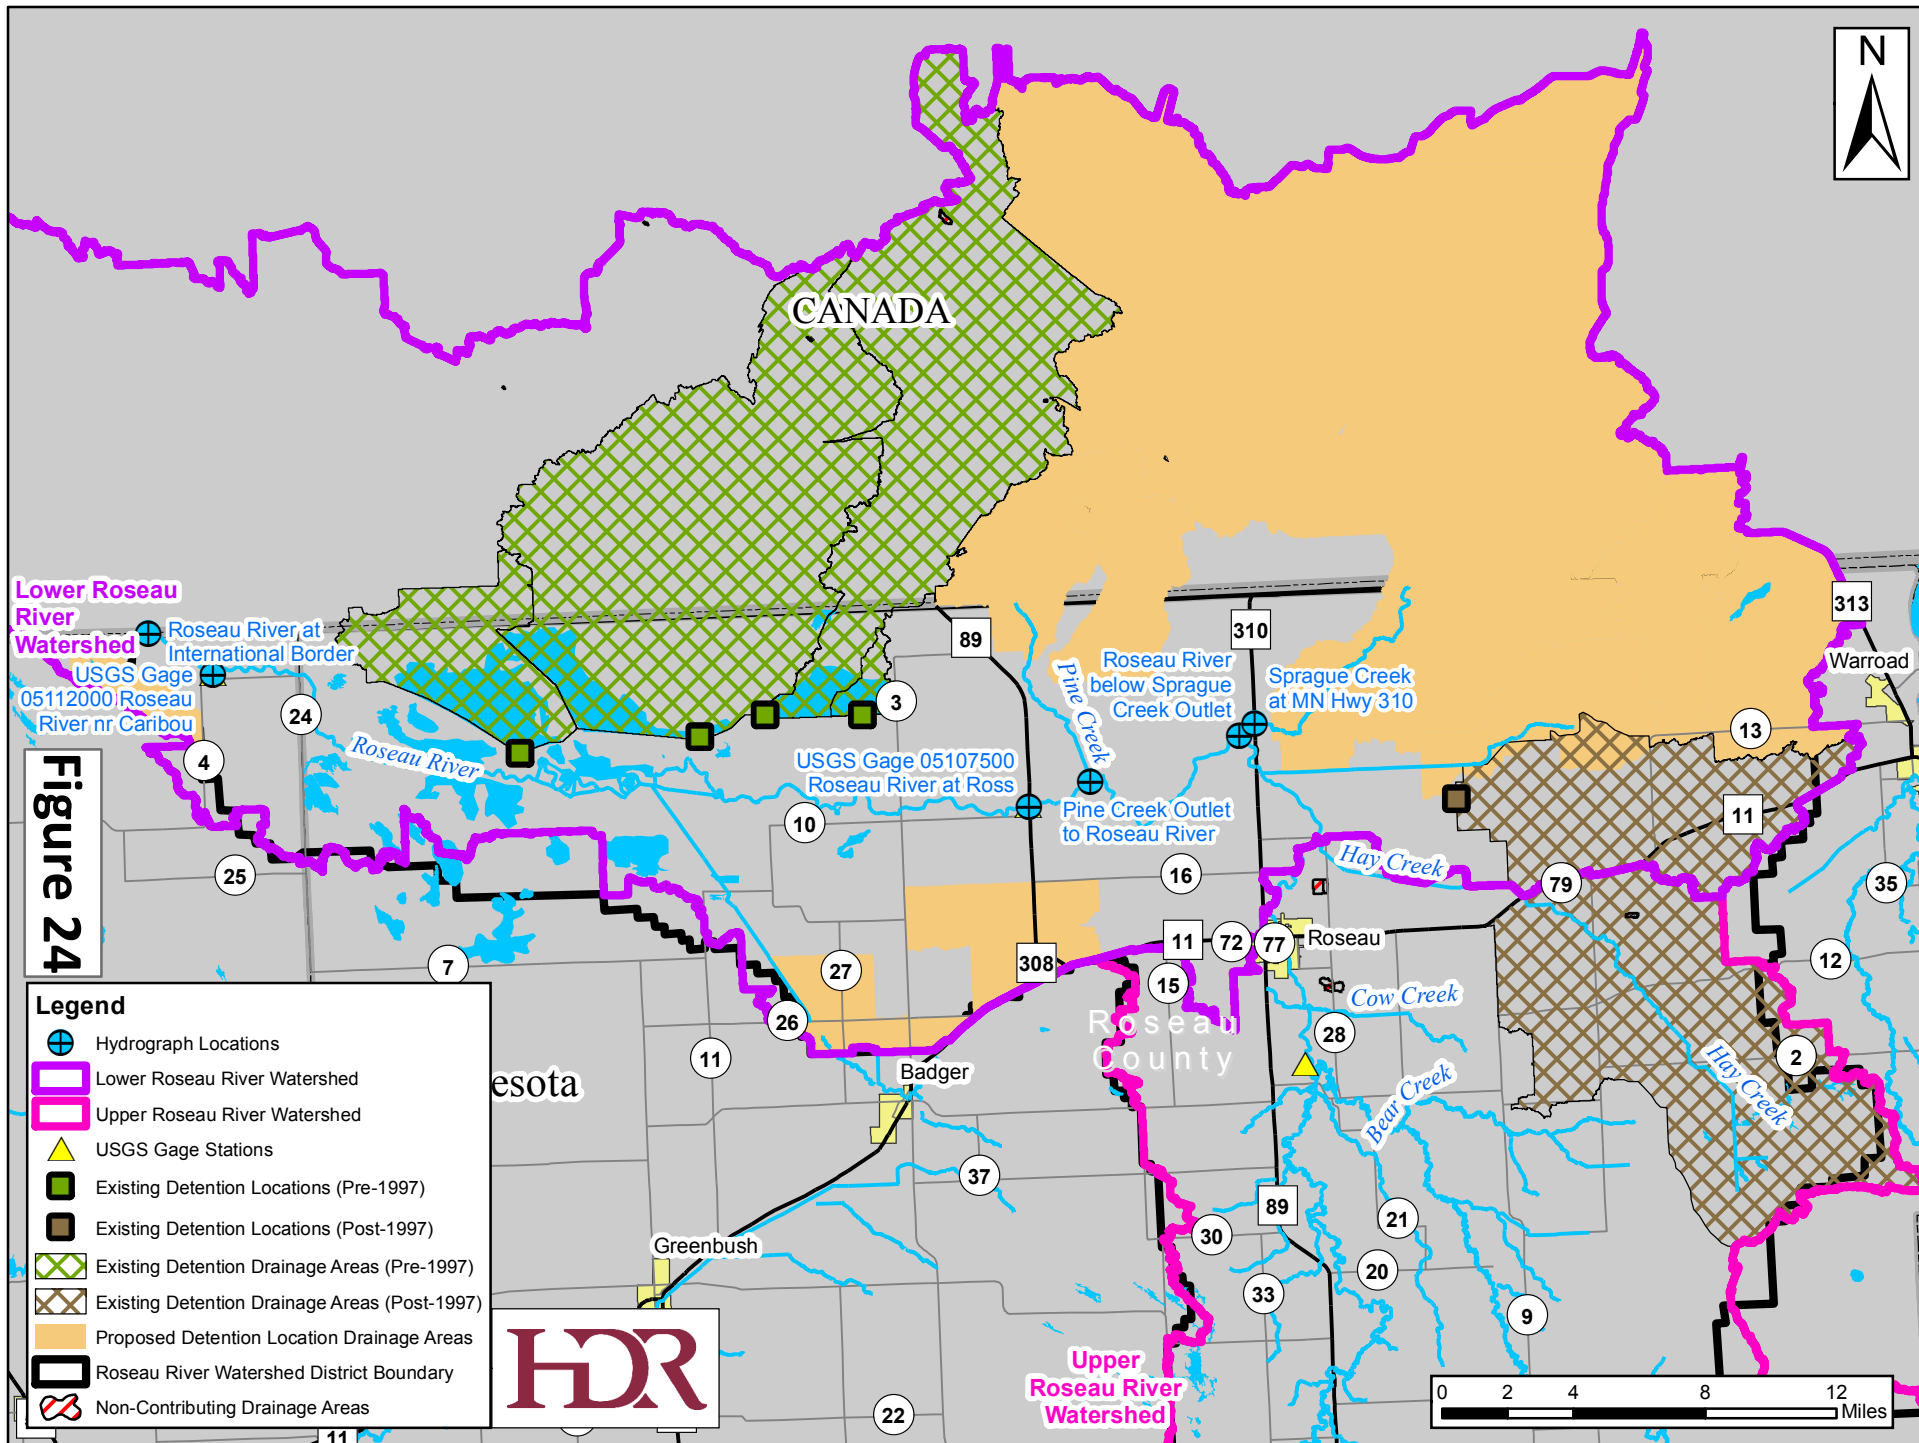 N
CANADA
Lower Roseau
River
Watershed
Roseau River at
International Border
USGS Gage
05112000 Roseau
River nr Caribou
24
4
Roseau River
3
89
310
313
Warroad
Pine Creek
Roseau River
below Sprague
Creek Outlet
Sprague Creek
at MN Hwy 310
13
USGS Gage 05107500
Roseau River at Ross
Pine Creek Outlet
to Roseau River
10
11
Figure 24
25
16
Hay Creek
79
35
7
27
308
11
72
77
Roseau
12
15
Cow Creek
26
Roseau
County
28
11
2
Hay Creek
Badger
Bear Creek
esota
37
89
21
30
Greenbush
20
33
9
Upper
Roseau River
Watershed
22
11
Legend
Hydrograph Locations
Lower Roseau River Watershed
Upper Roseau River Watershed
USGS Gage Stations
Existing Detention Locations (Pre-1997)
Existing Detention Locations (Post-1997)
Existing Detention Drainage Areas (Pre-1997)
Existing Detention Drainage Areas (Post-1997)
Proposed Detention Location Drainage Areas
Roseau River Watershed District Boundary
Non-Contributing Drainage Areas
HDR
0 2 4 8 12
Miles